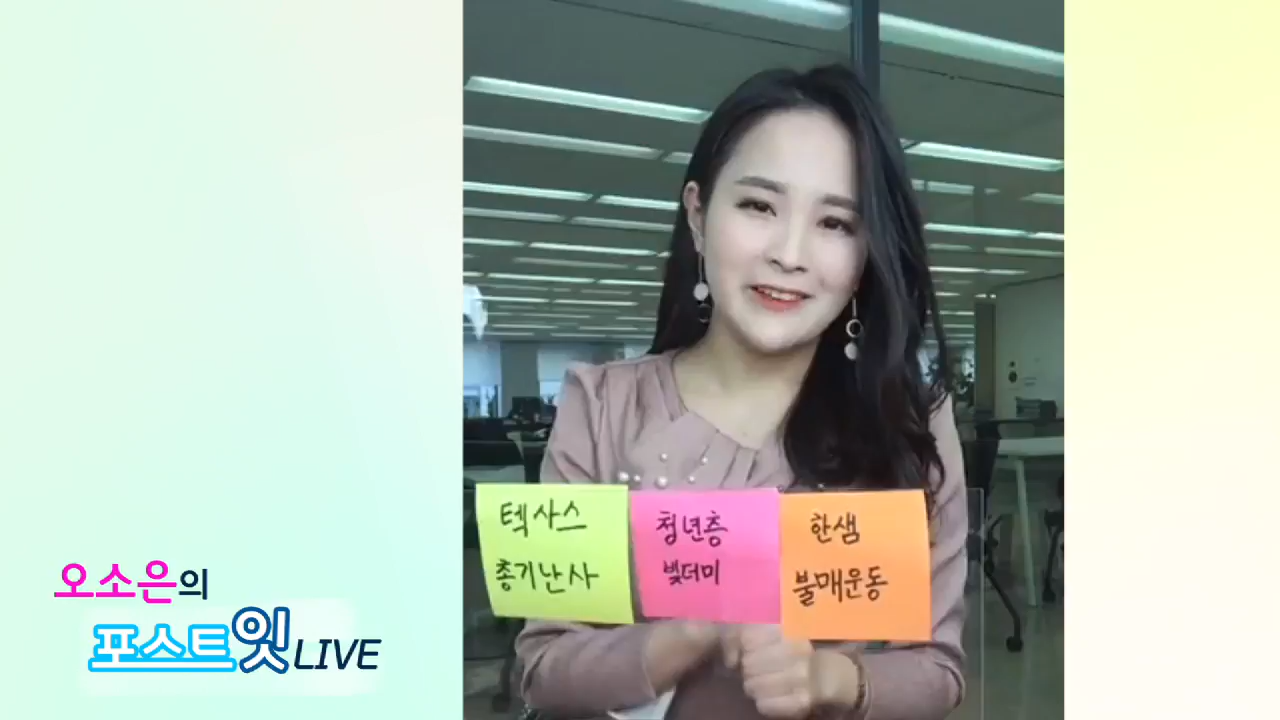 텍사스
총기난사
청년층
빚더미
한샘
불매운동
오소은의
포스트잇LIVE